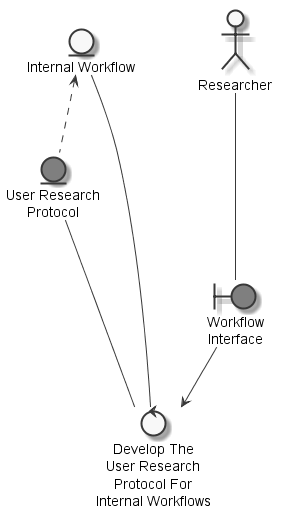 Internal Workflow
Researcher
User Research
Protocol
Workflow
Interface
Develop The
User Research
Protocol For
Internal Workflows